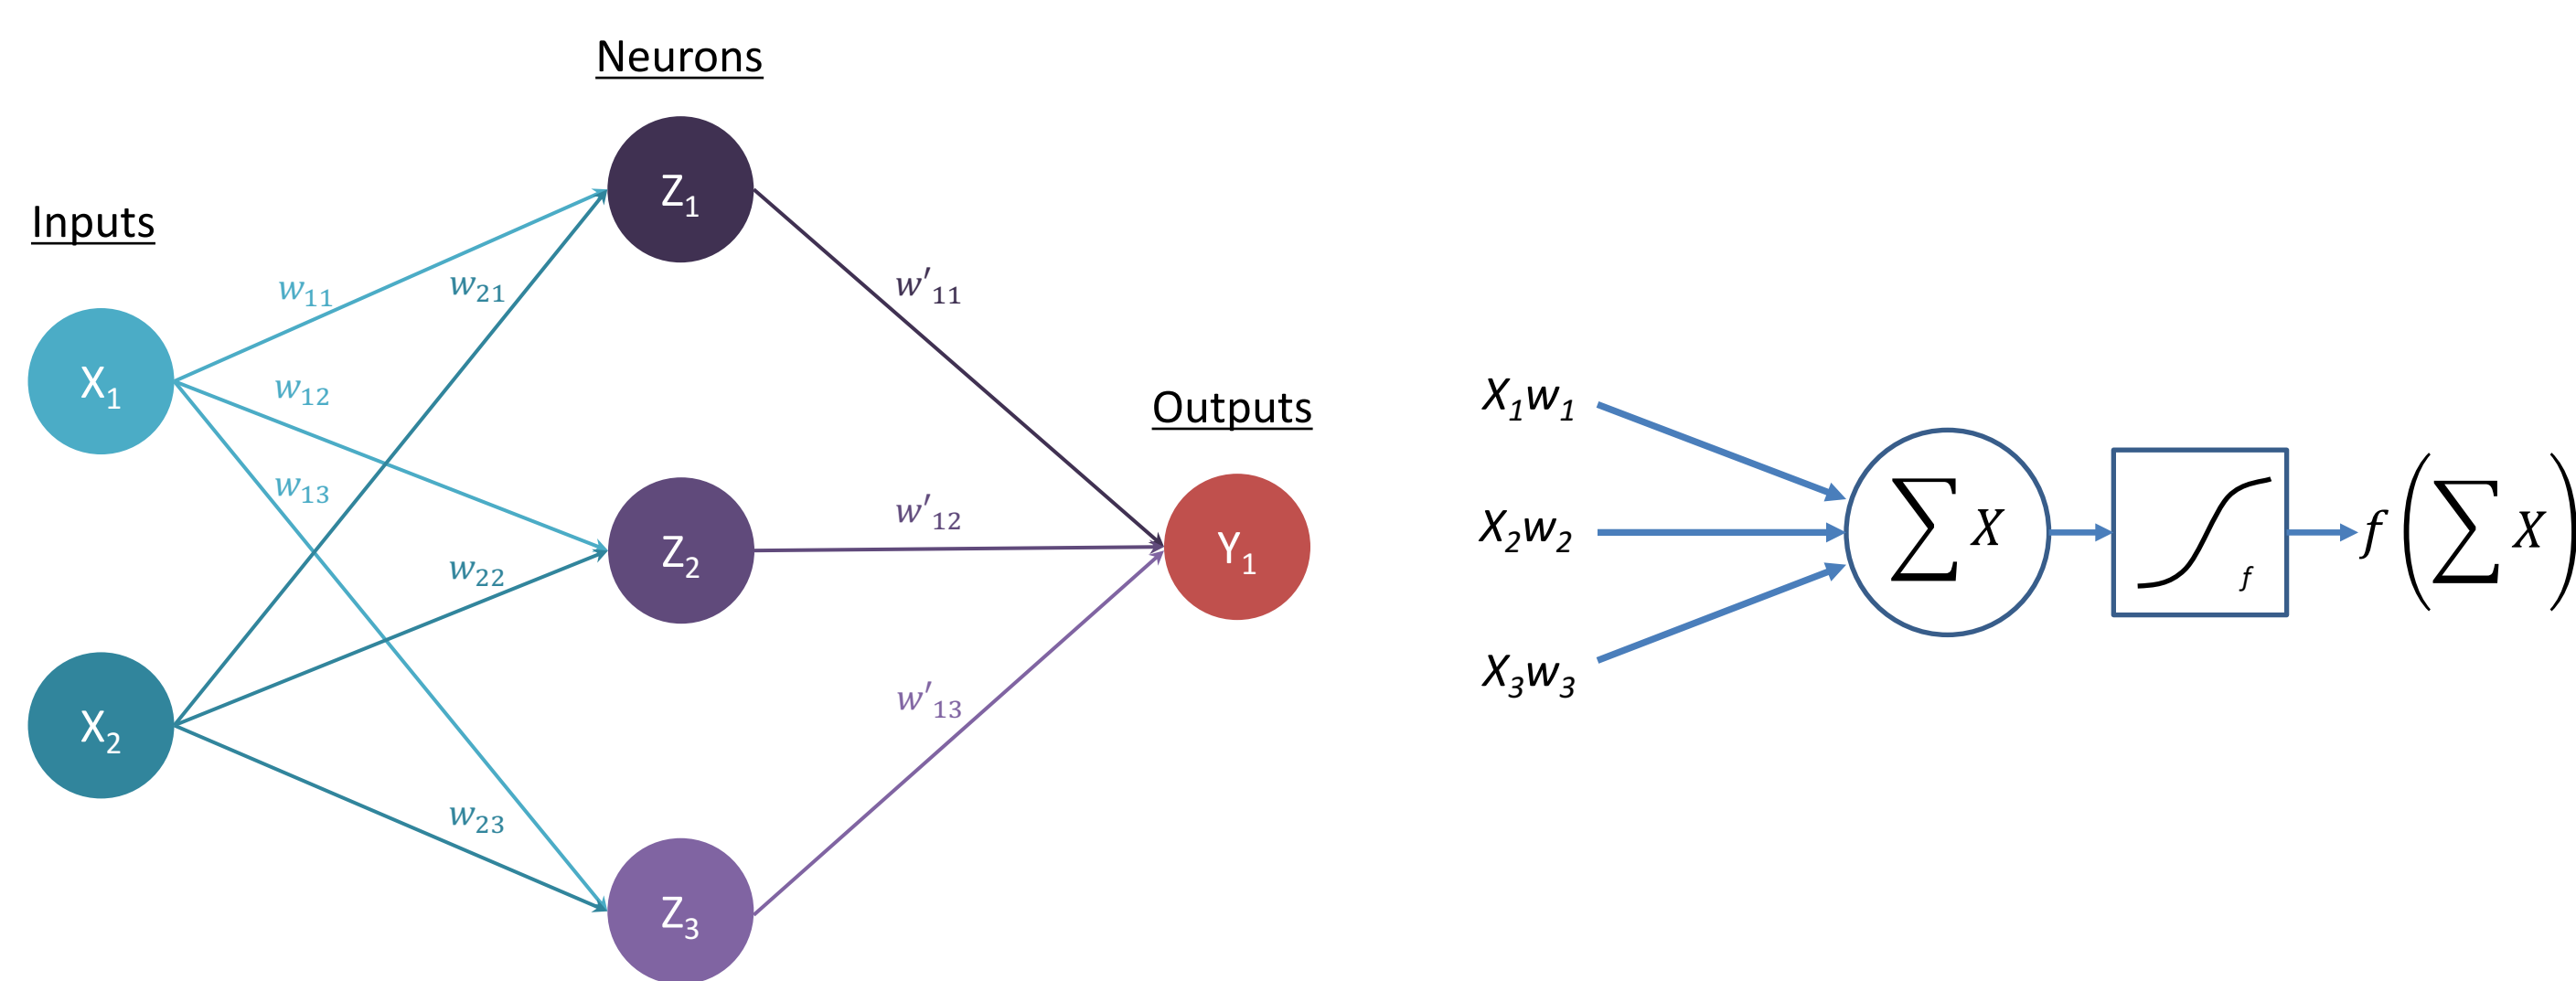 Neurons
Inputs
Outputs
Z₁
Z₂
Z₃
X₁
X₂
Y₁
w₁₁
w₁₂
w₁₃
w₂₁
w₂₂
w₂₃
w′₁₁
w′₁₂
w′₁₃
X₁w₁
X₂w₂
X₃w₃
∑X
f
f(∑X)